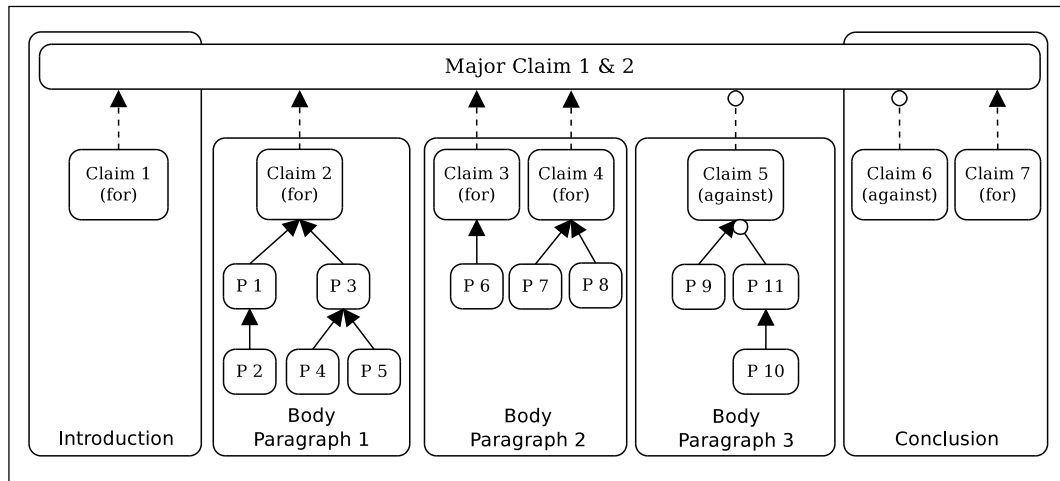 Major Claim 1 & 2
Claim 1
(for)
Claim 2
(for)
Claim 3
(for)
Claim 4
(for)
Claim 5
(against)
Claim 6
(against)
Claim 7
(for)
P 1
P 3
P 6
P 7
P 8
P 9
P 11
P 2
P 4
P 5
P 10
Introduction
Body
Paragraph 1
Body
Paragraph 2
Body
Paragraph 3
Conclusion